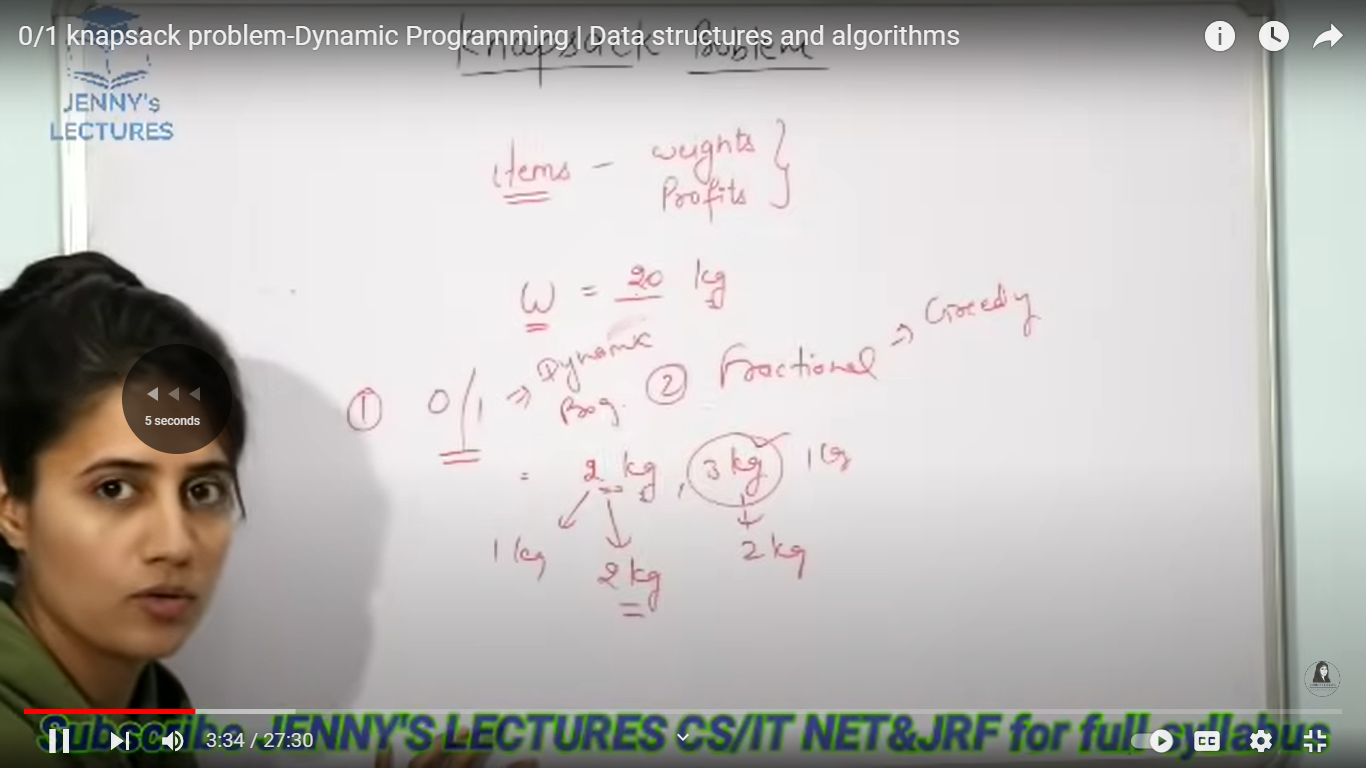 0/1 knapsack problem-Dynamic Programming | Data structures and algorithms
Knapsack Problem
JENNY's
LECTURES
items - weights }
Profits
W = 20 kg
① 0/1 ⇒ Dynamic Prog.
② Fractional ⇒ Greedy
= 2 kg, 3 kg 1 kg
1 kg
2 kg
2 kg
5 seconds
Subscribe JENNY'S LECTURES CS/IT NET&JRF for full syllabus
3:34 / 27:30
CC